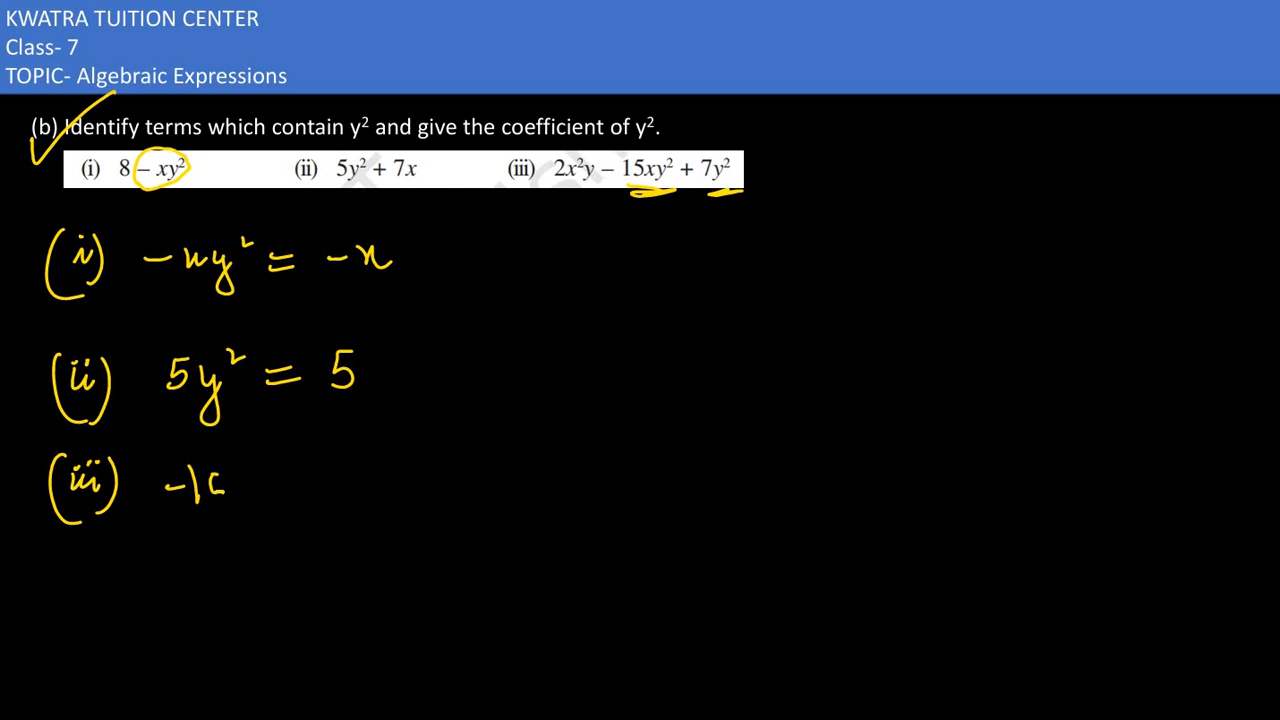 KWATRA TUITION CENTER
Class- 7
TOPIC- Algebraic Expressions
(b) Identify terms which contain y² and give the coefficient of y².
(i) 8 – xy² (ii) 5y² + 7x (iii) 2x²y – 15xy² + 7y²
(i) -xy² = -x
(ii) 5y² = 5
(iii) -1